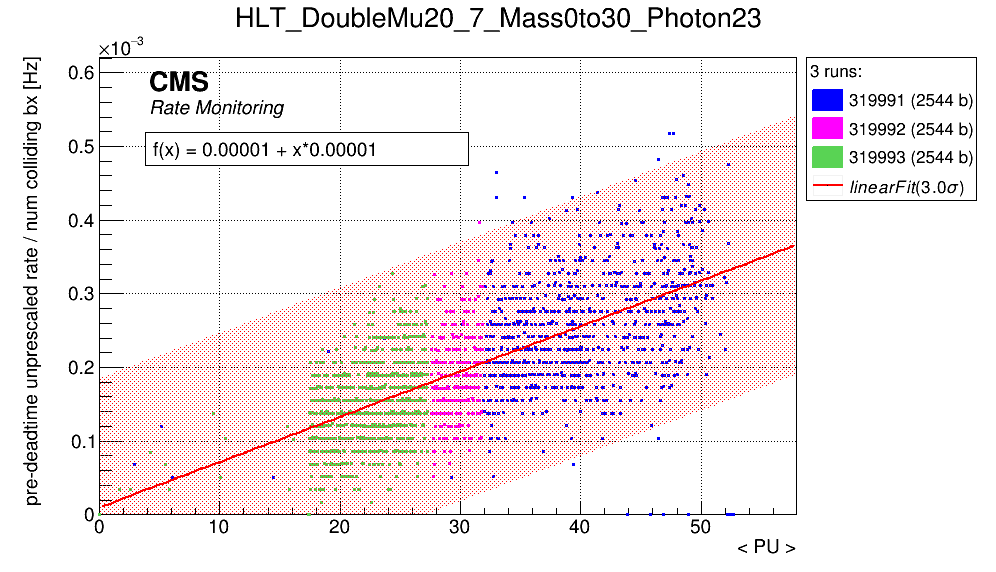 HLT_DoubleMu20_7_Mass0to30_Photon23
×10⁻³
pre-deadtime unprescaled rate / num colliding bx [Hz]
0.6
0.5
0.4
0.3
0.2
0.1
0
CMS
Rate Monitoring
f(x) = 0.00001 + x*0.00001
3 runs:
319991 (2544 b)
319992 (2544 b)
319993 (2544 b)
linearFit(3.0σ)
0 10 20 30 40 50
< PU >